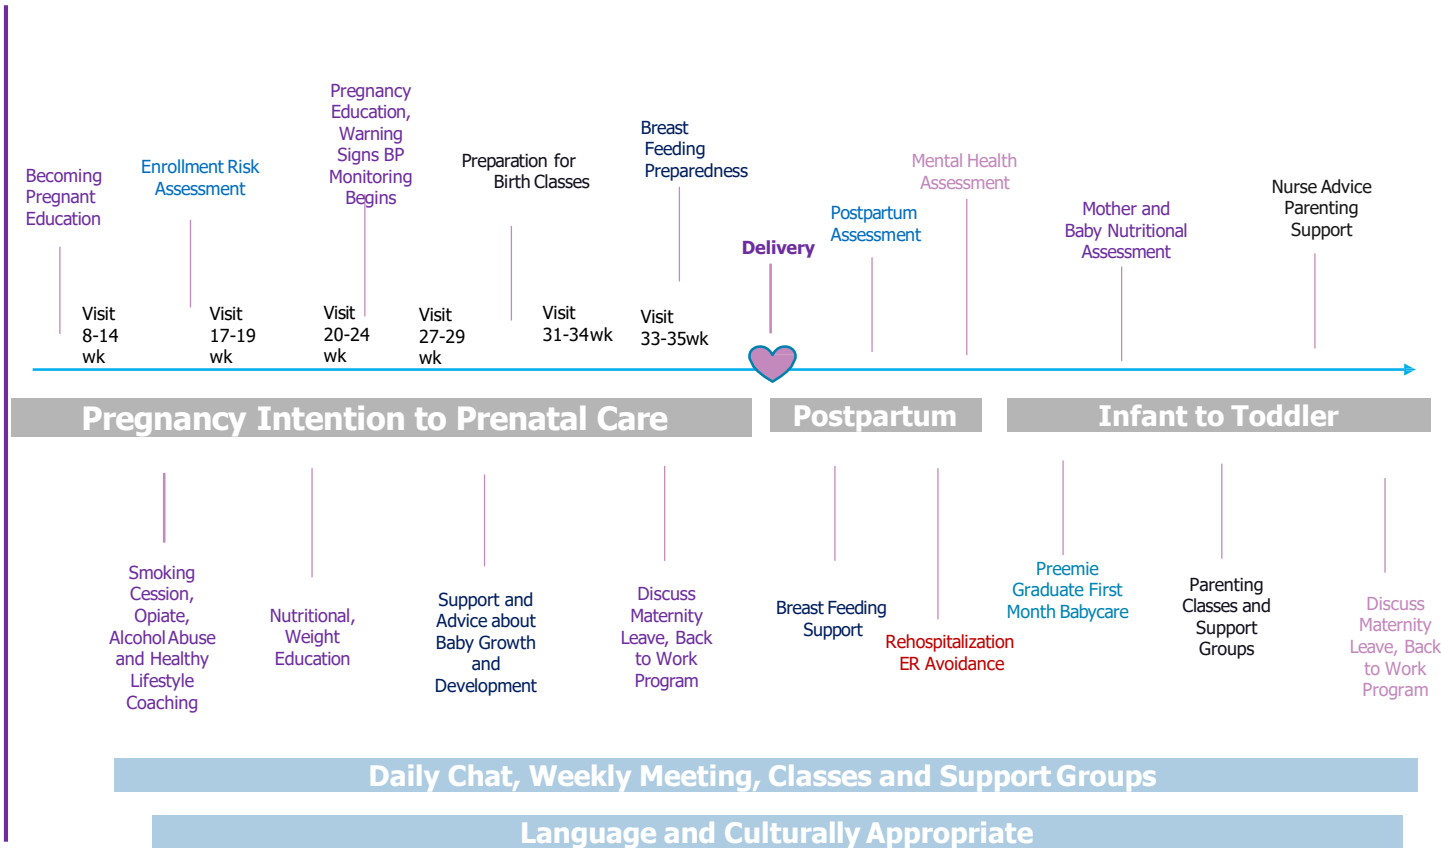 Becoming
Pregnant
Education
Enrollment Risk
Assessment
Pregnancy
Education,
Warning
Signs BP
Monitoring
Begins
Preparation for
Birth Classes
Breast
Feeding
Preparedness
Delivery
Postpartum
Assessment
Mental Health
Assessment
Mother and
Baby Nutritional
Assessment
Nurse Advice
Parenting
Support
Visit
8-14
wk
Visit
17-19
wk
Visit
20-24
wk
Visit
27-29
wk
Visit
31-34wk
Visit
33-35wk
Pregnancy Intention to Prenatal Care
Postpartum
Infant to Toddler
Smoking
Cession,
Opiate,
Alcohol Abuse
and Healthy
Lifestyle
Coaching
Nutritional,
Weight
Education
Support and
Advice about
Baby Growth
and
Development
Discuss
Maternity
Leave, Back
to Work
Program
Breast Feeding
Support
Rehospitalization
ER Avoidance
Preemie
Graduate First
Month Babycare
Parenting
Classes and
Support
Groups
Discuss
Maternity
Leave, Back
to Work
Program
Daily Chat, Weekly Meeting, Classes and Support Groups
Language and Culturally Appropriate